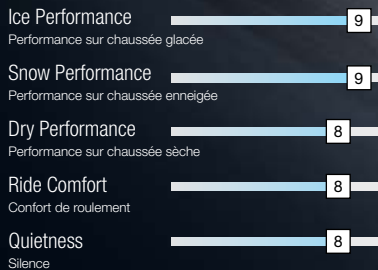 Ice Performance 9
Performance sur chaussée glacée
Snow Performance 9
Performance sur chaussée enneigée
Dry Performance 8
Performance sur chaussée sèche
Ride Comfort 8
Confort de roulement
Quietness 8
Silence